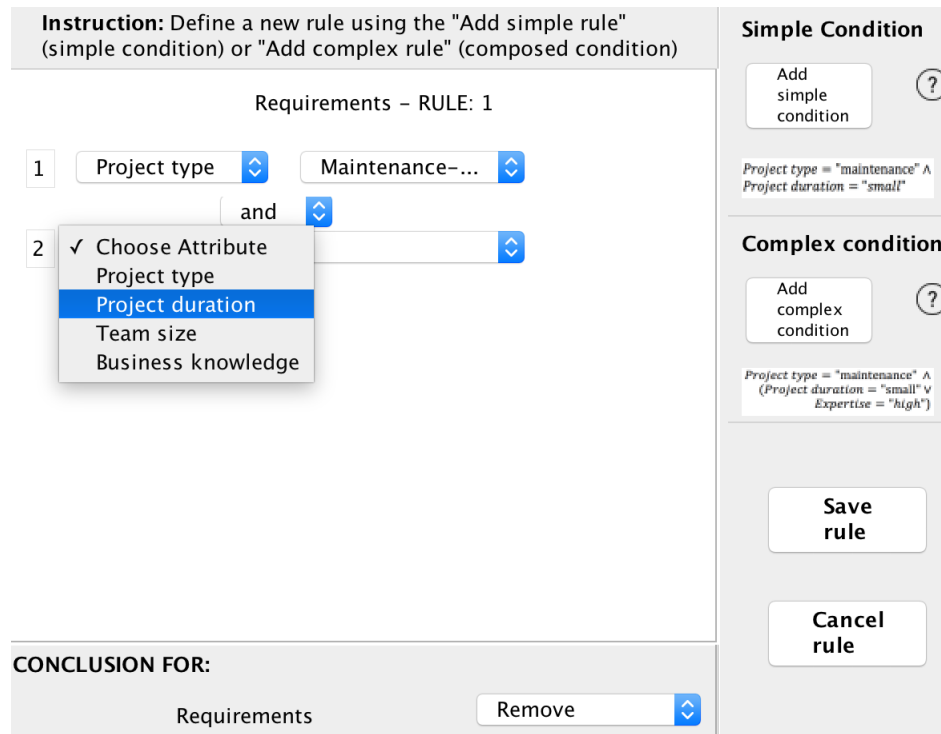 Instruction: Define a new rule using the "Add simple rule"
(simple condition) or "Add complex rule" (composed condition)
Requirements – RULE: 1
1 Project type Maintenance-...
and
2 ✓ Choose Attribute
Project type
Project duration
Team size
Business knowledge
CONCLUSION FOR:
Requirements Remove
Simple Condition
Add
simple
condition
?
Project type = "maintenance" ∧
Project duration = "small"
Complex condition
Add
complex
condition
?
Project type = "maintenance" ∧
(Project duration = "small" ∨
Expertise = "high")
Save
rule
Cancel
rule